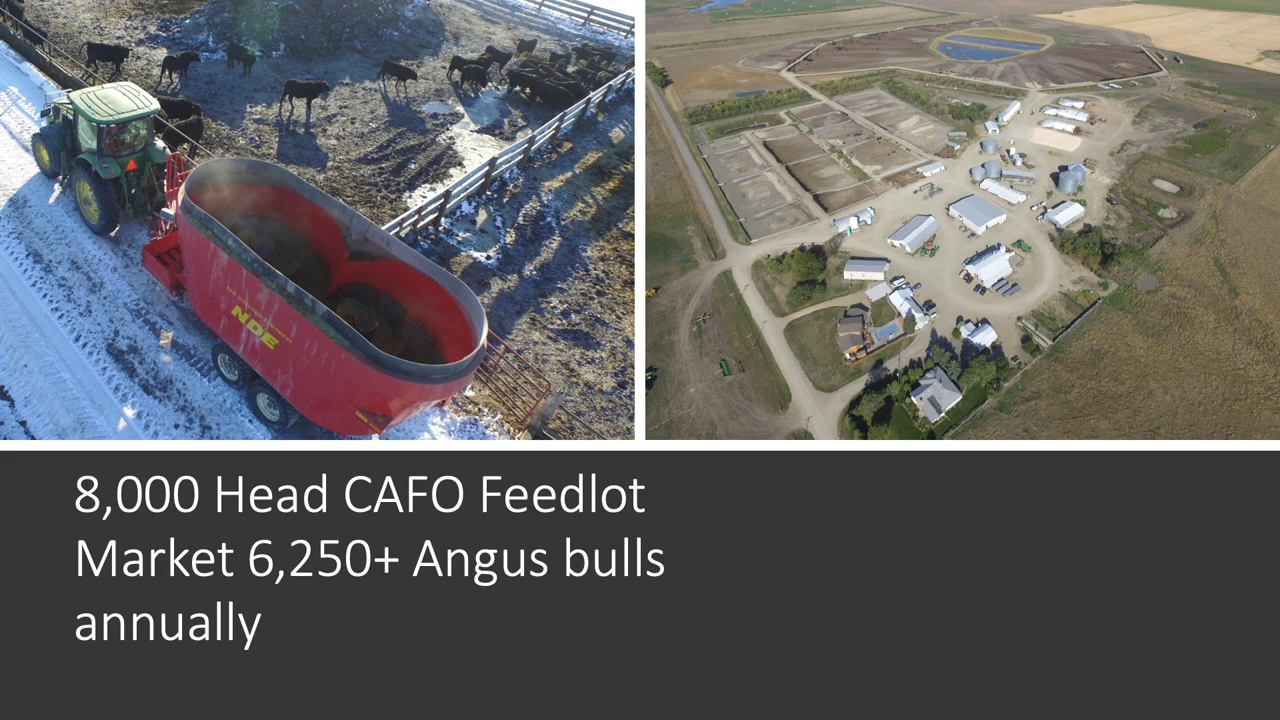 NDE
8,000 Head CAFO Feedlot
Market 6,250+ Angus bulls
annually